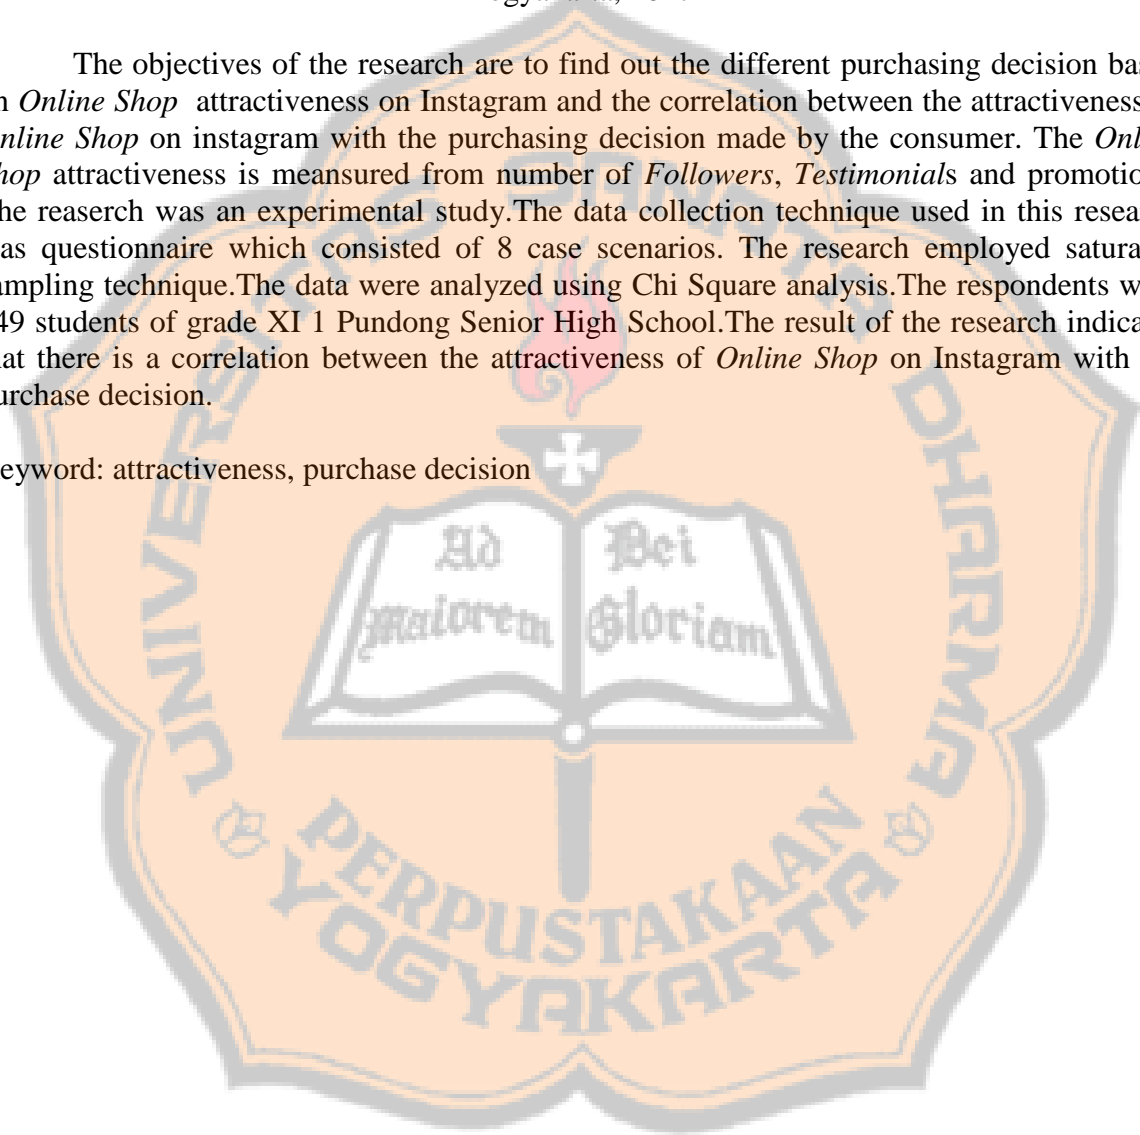 The objectives of the research are to find out the different purchasing decision bas
n Online Shop attractiveness on Instagram and the correlation between the attractiveness
nline Shop on instagram with the purchasing decision made by the consumer. The Onl
hop attractiveness is meansured from number of Followers, Testimonials and promotio
he reaserch was an experimental study.The data collection technique used in this resea
as questionnaire which consisted of 8 case scenarios. The research employed satura
ampling technique.The data were analyzed using Chi Square analysis.The respondents w
49 students of grade XI 1 Pundong Senior High School.The result of the research indica
at there is a correlation between the attractiveness of Online Shop on Instagram with
urchase decision.
eyword: attractiveness, purchase decision
UNIVERSITAS SANATA DHARMA
Ad Dei
maiorem Gloriam
PERPUSTAKAAN
YOGYAKARTA